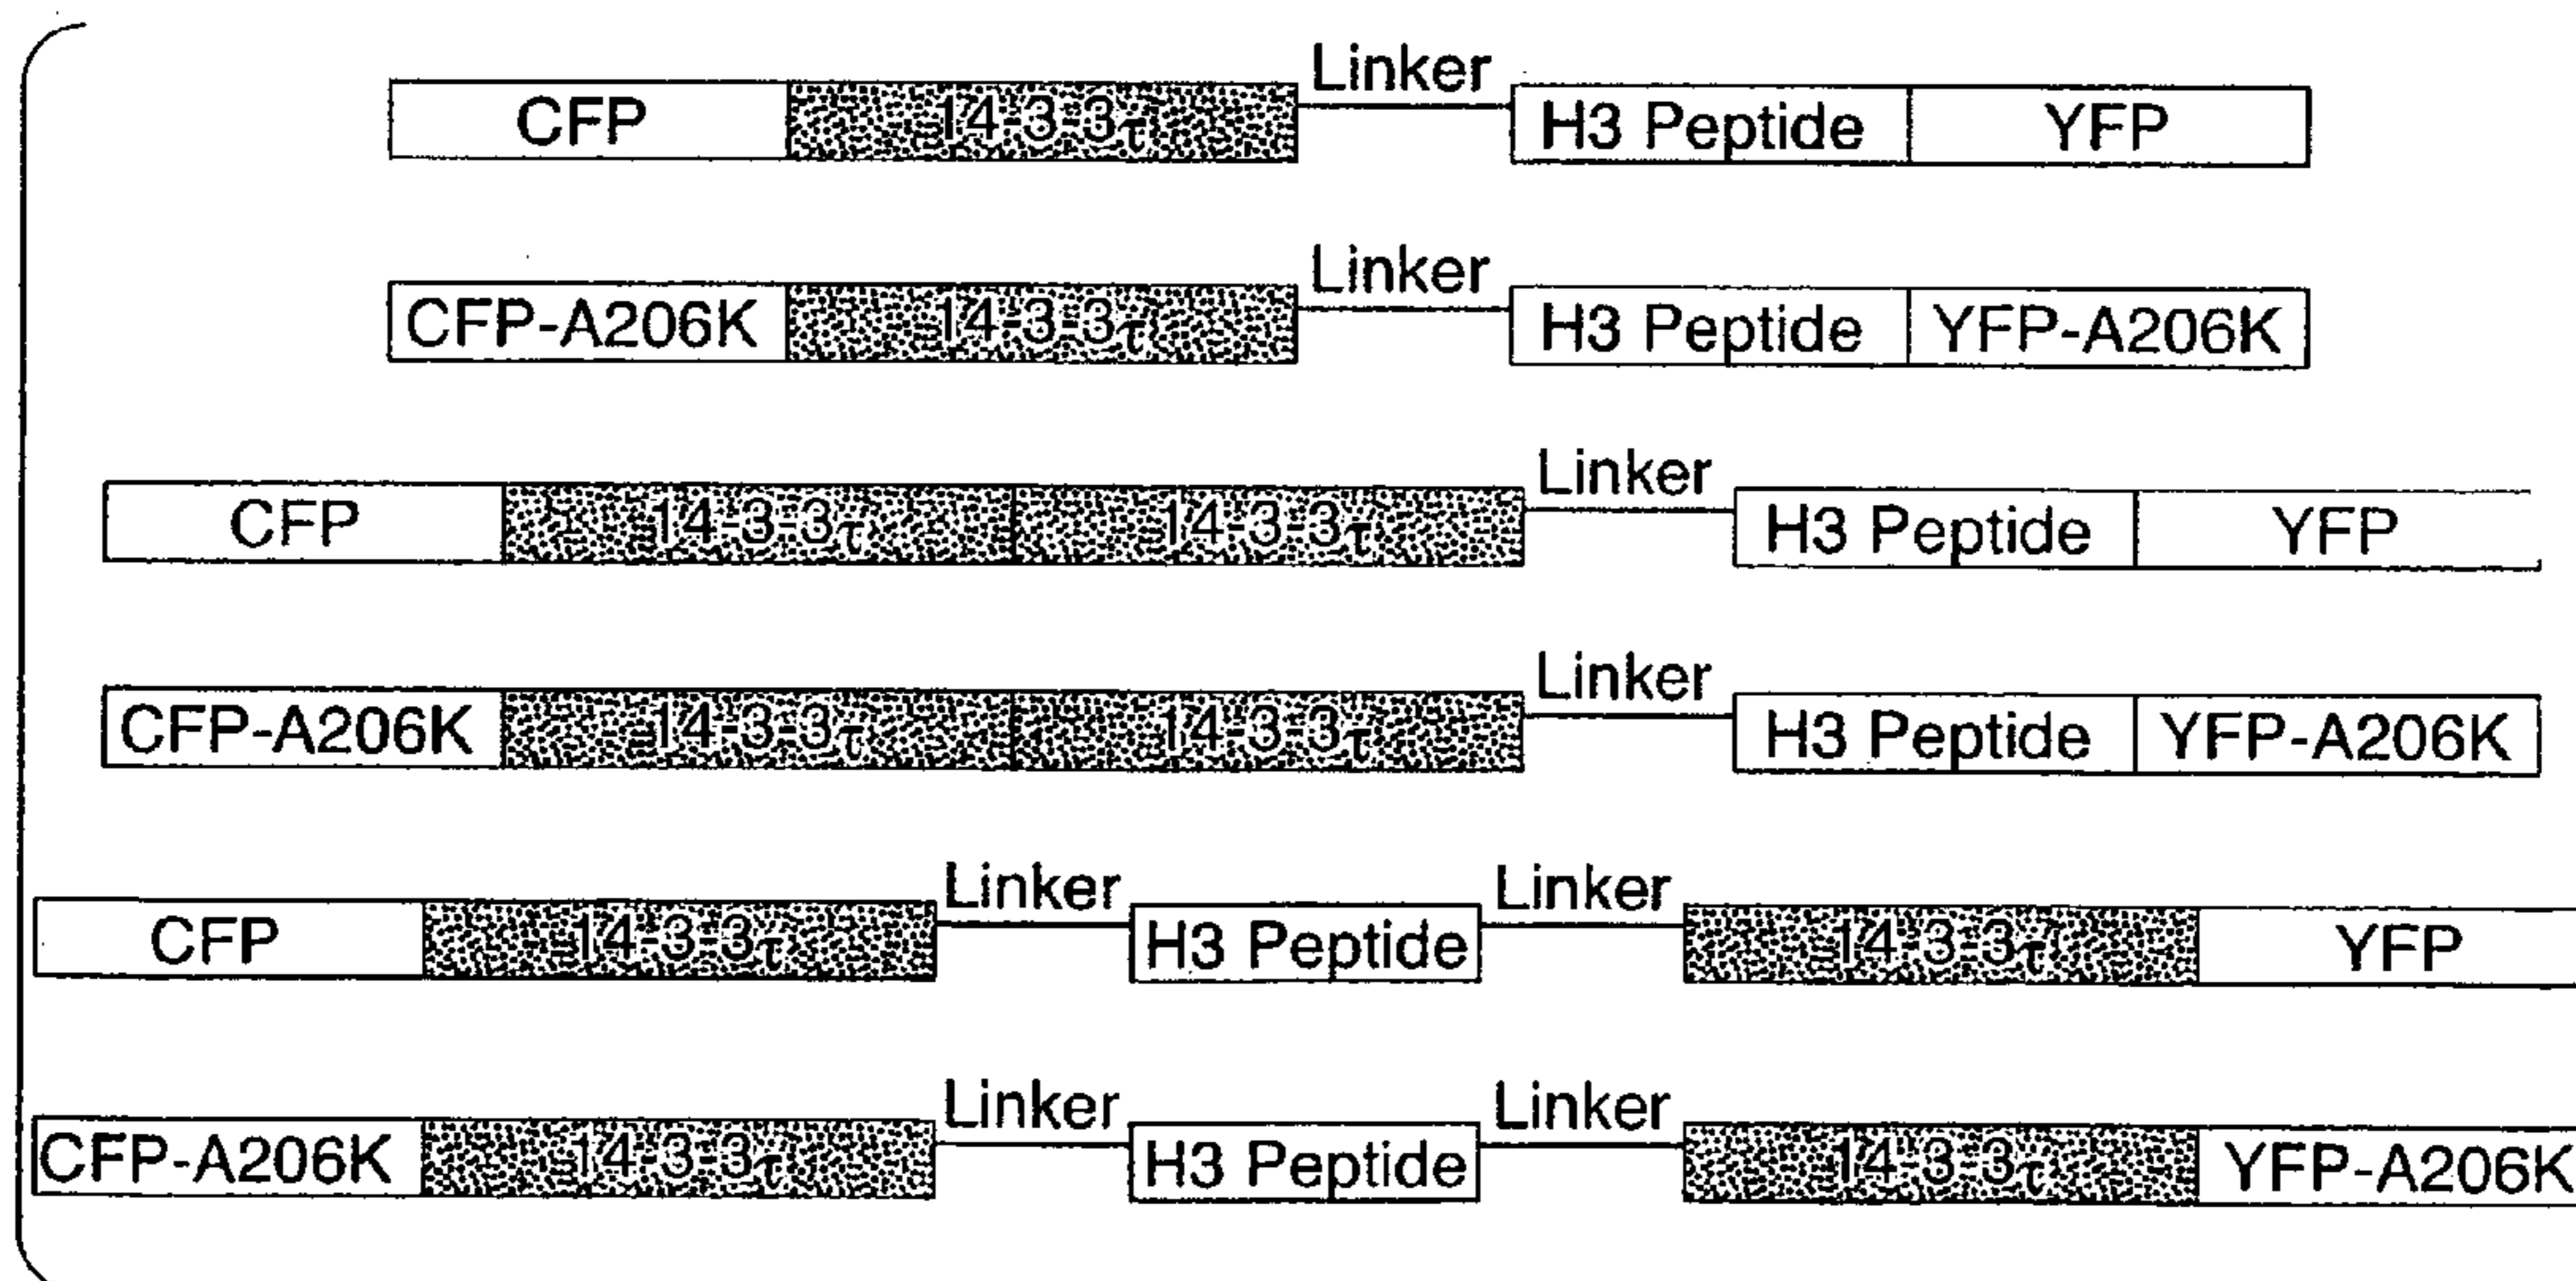 Linker
CFP 14-3-3τ H3 Peptide YFP
Linker
CFP-A206K 14-3-3τ H3 Peptide YFP-A206K
Linker
CFP 14-3-3τ 14-3-3τ H3 Peptide YFP
Linker
CFP-A206K 14-3-3τ 14-3-3τ H3 Peptide YFP-A206K
Linker Linker
CFP 14-3-3τ H3 Peptide 14-3-3τ YFP
Linker Linker
CFP-A206K 14-3-3τ H3 Peptide 14-3-3τ YFP-A206K